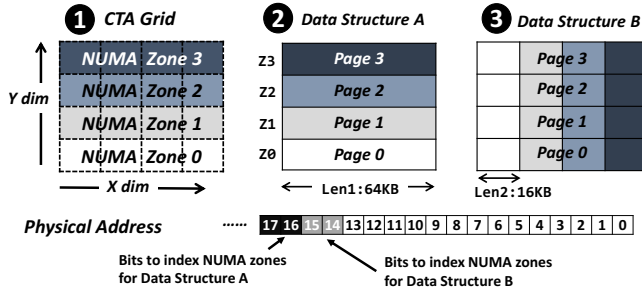 1 CTA Grid
2 Data Structure A
3 Data Structure B
Y dim
NUMA Zone 3
NUMA Zone 2
NUMA Zone 1
NUMA Zone 0
X dim
Z3
Z2
Z1
Z0
Page 3
Page 2
Page 1
Page 0
Len1:64KB
Page 3
Page 2
Page 1
Page 0
Len2:16KB
Physical Address ...... 17 16 15 14 13 12 11 10 9 8 7 6 5 4 3 2 1 0
Bits to index NUMA zones
for Data Structure A
Bits to index NUMA zones
for Data Structure B